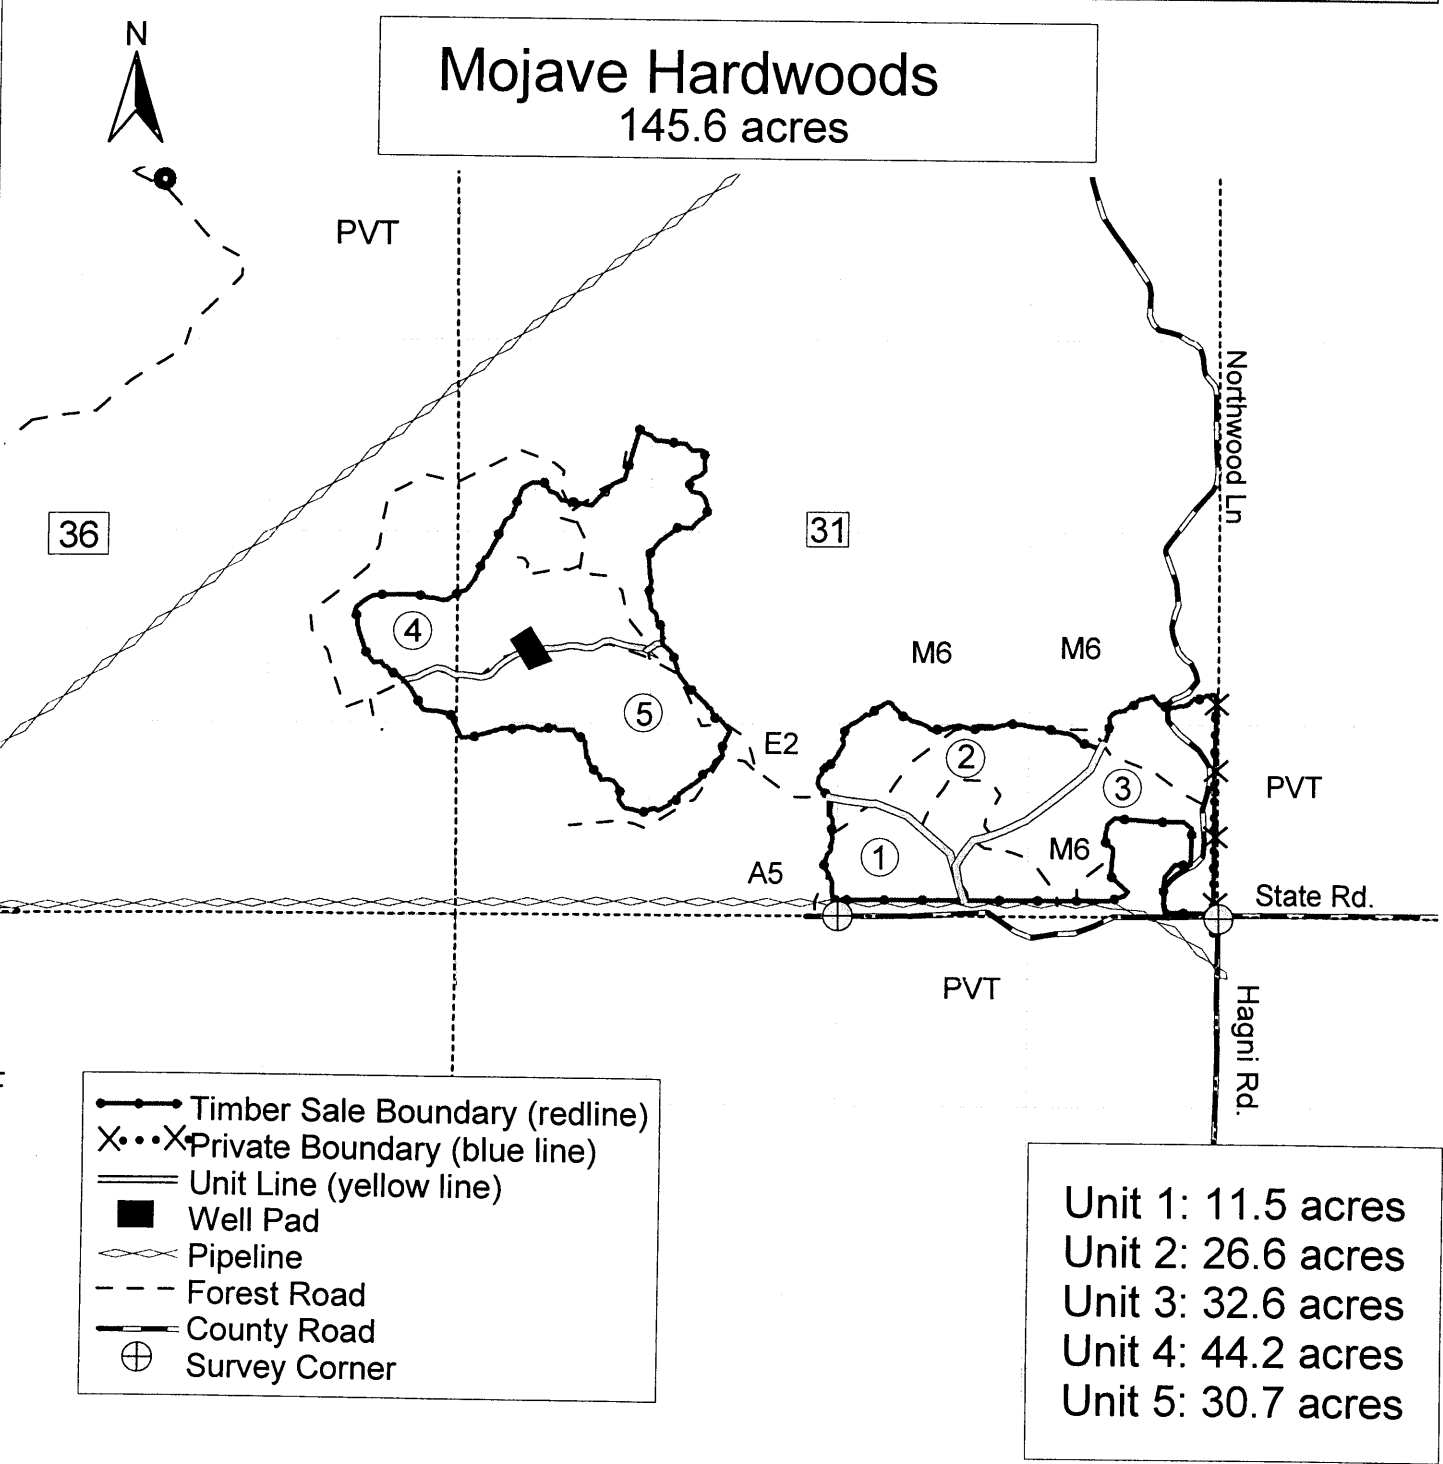 N
Mojave Hardwoods
145.6 acres
PVT
Northwood Ln
36
31
4
M6
M6
5
E2
2
3
PVT
1
M6
A5
State Rd.
PVT
Hagni Rd.
Timber Sale Boundary (redline)
Private Boundary (blue line)
Unit Line (yellow line)
Well Pad
Pipeline
Forest Road
County Road
Survey Corner
Unit 1: 11.5 acres
Unit 2: 26.6 acres
Unit 3: 32.6 acres
Unit 4: 44.2 acres
Unit 5: 30.7 acres